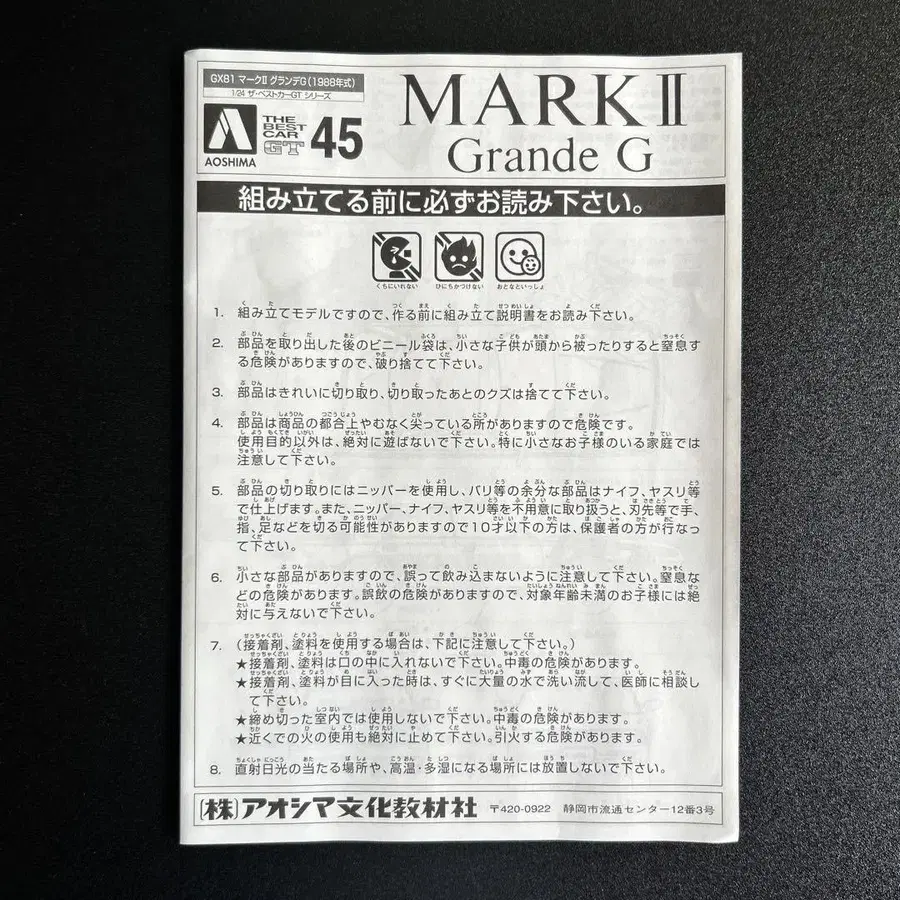 GX81 マークⅡ グランデG(1988年式)
1/24 ザ・ベストカーGT シリーズ
MARKⅡ
Grande G
AOSHIMA
THE
BEST
CAR
GT
45
組み立てる前に必ずお読み下さい。
くちにいれない
ひにちかづけない
おとなといっしょ
1. 組み立てモデルですので、作る前に組み立て説明書をお読み下さい。
2. 部品を取り出した後のビニール袋は、小さな子供が頭から被ったりすると窒息す
る危険がありますので、破り捨てて下さい。
3. 部品はきれいに切り取り、切り取ったあとのクズは捨てて下さい。
4. 部品は商品の都合上やむなく尖っている所がありますので危険です。
使用目的以外は、絶対に遊ばないで下さい。特に小さなお子様のいる家庭では
注意して下さい。
5. 部品の切り取りにはニッパーを使用し、バリ等の余分な部品はナイフ、ヤスリ等
で仕上げます。また、ニッパー、ナイフ、ヤスリ等を不用意に取り扱うと、刃先等で手、
指、足などを切る可能性がありますので10才以下の方は、保護者の方が行なっ
て下さい。
6. 小さな部品がありますので、誤って飲み込まないように注意して下さい。窒息な
どの危険があります。誤飲の危険がありますので、対象年齢未満のお子様には絶
対に与えないで下さい。
7. (接着剤、塗料を使用する場合は、下記に注意して下さい。)
★接着剤、塗料は口の中に入れないで下さい。中毒の危険があります。
★接着剤、塗料が目に入った時は、すぐに大量の水で洗い流して、医師に相談し
て下さい。
★締め切った室内では使用しないで下さい。中毒の危険があります。
★近くでの火の使用も絶対に止めて下さい。引火する危険があります。
8. 直射日光の当たる場所や、高温・多湿になる場所には放置しないで下さい。
(株)アオシマ文化教材社 〒420-0922 静岡市流通センター12番3号